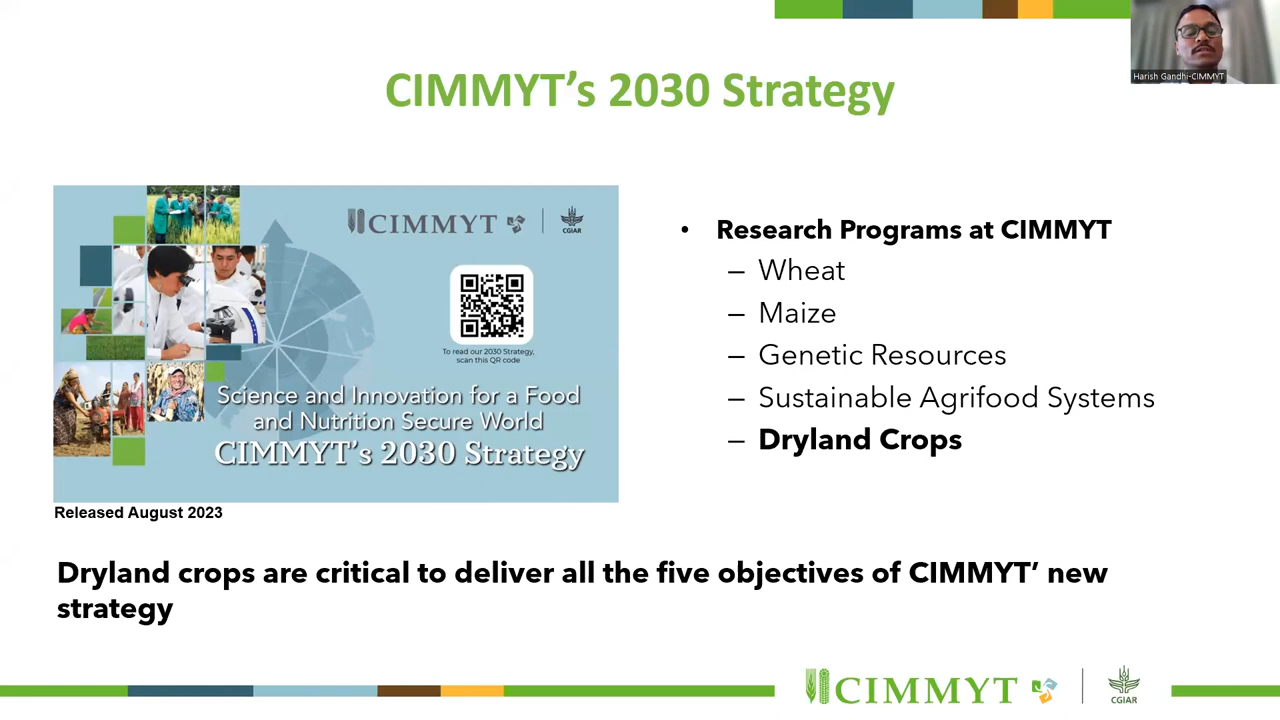 Harish Gandhi-CIMMYT
CIMMYT’s 2030 Strategy
CIMMYT
CGIAR
To read our 2030 Strategy,
scan this QR code
Science and Innovation for a Food
and Nutrition Secure World
CIMMYT's 2030 Strategy
Released August 2023
• Research Programs at CIMMYT
– Wheat
– Maize
– Genetic Resources
– Sustainable Agrifood Systems
– Dryland Crops
Dryland crops are critical to deliver all the five objectives of CIMMYT’ new
strategy
CIMMYT
CGIAR